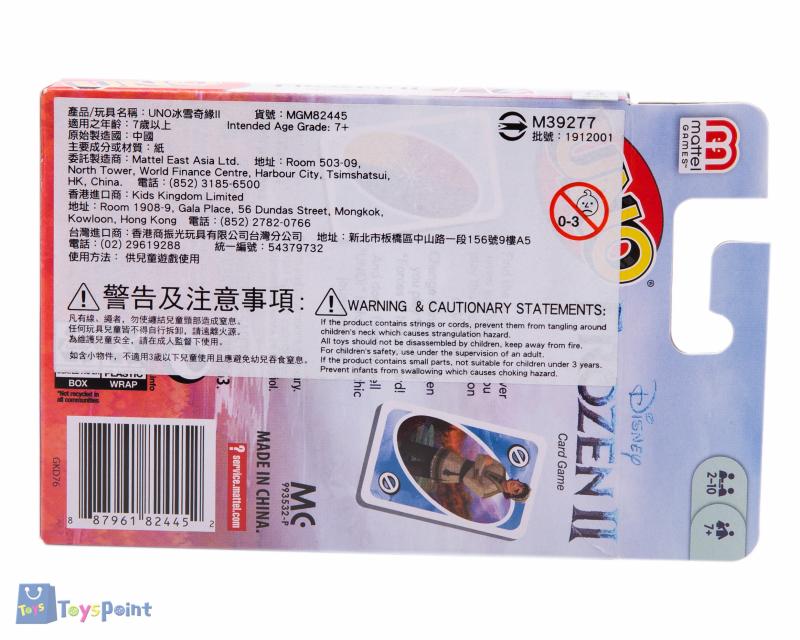 產品/玩具名稱：UNO冰雪奇緣II 貨號：MGM82445
適用之年齡：7歲以上 Intended Age Grade: 7+
原始製造國：中國
主要成分或材質：紙
委託製造商：Mattel East Asia Ltd. 地址：Room 503-09,
North Tower, World Finance Centre, Harbour City, Tsimshatsui,
HK, China. 電話：(852) 3185-6500
香港進口商：Kids Kingdom Limited
地址：Room 1908-9, Gala Place, 56 Dundas Street, Mongkok,
Kowloon, Hong Kong 電話：(852) 2782-0766
台灣進口商：香港商振光玩具有限公司台灣分公司 地址：新北市板橋區中山路一段156號9樓A5
電話：(02) 29619288 統一編號：54379732
使用方法： 供兒童遊戲使用
M39277
批號：1912001
0-3
警告及注意事項：
凡有線、繩者，勿使纏結兒童頸部造成窒息。
任何玩具兒童皆不得自行拆卸，請遠離火源。
為維護兒童安全，請在成人監督下使用。
如含小物件，不適用3歲以下兒童使用且應避免幼兒吞食窒息。
WARNING & CAUTIONARY STATEMENTS:
If the product contains strings or cords, prevent them from tangling around
children's neck which causes strangulation harm.
All toys should not be disassembled by children, keep away from fire.
For children's safety, use under the supervision of an adult.
If the product contains small parts, not suitable for children under 3 years.
Prevent infants from swallowing which causes choking hazard.
mattel
GAMES™
UNO®
BOX
WRAP
*Not recycled in
all communities
GKD76
8 87961 82445 2
? service.mattel.com
MADE IN CHINA.
MC
993532-P
Disney
OZEN II
Card Game
2-10
7+
TOYS
ToysPoint